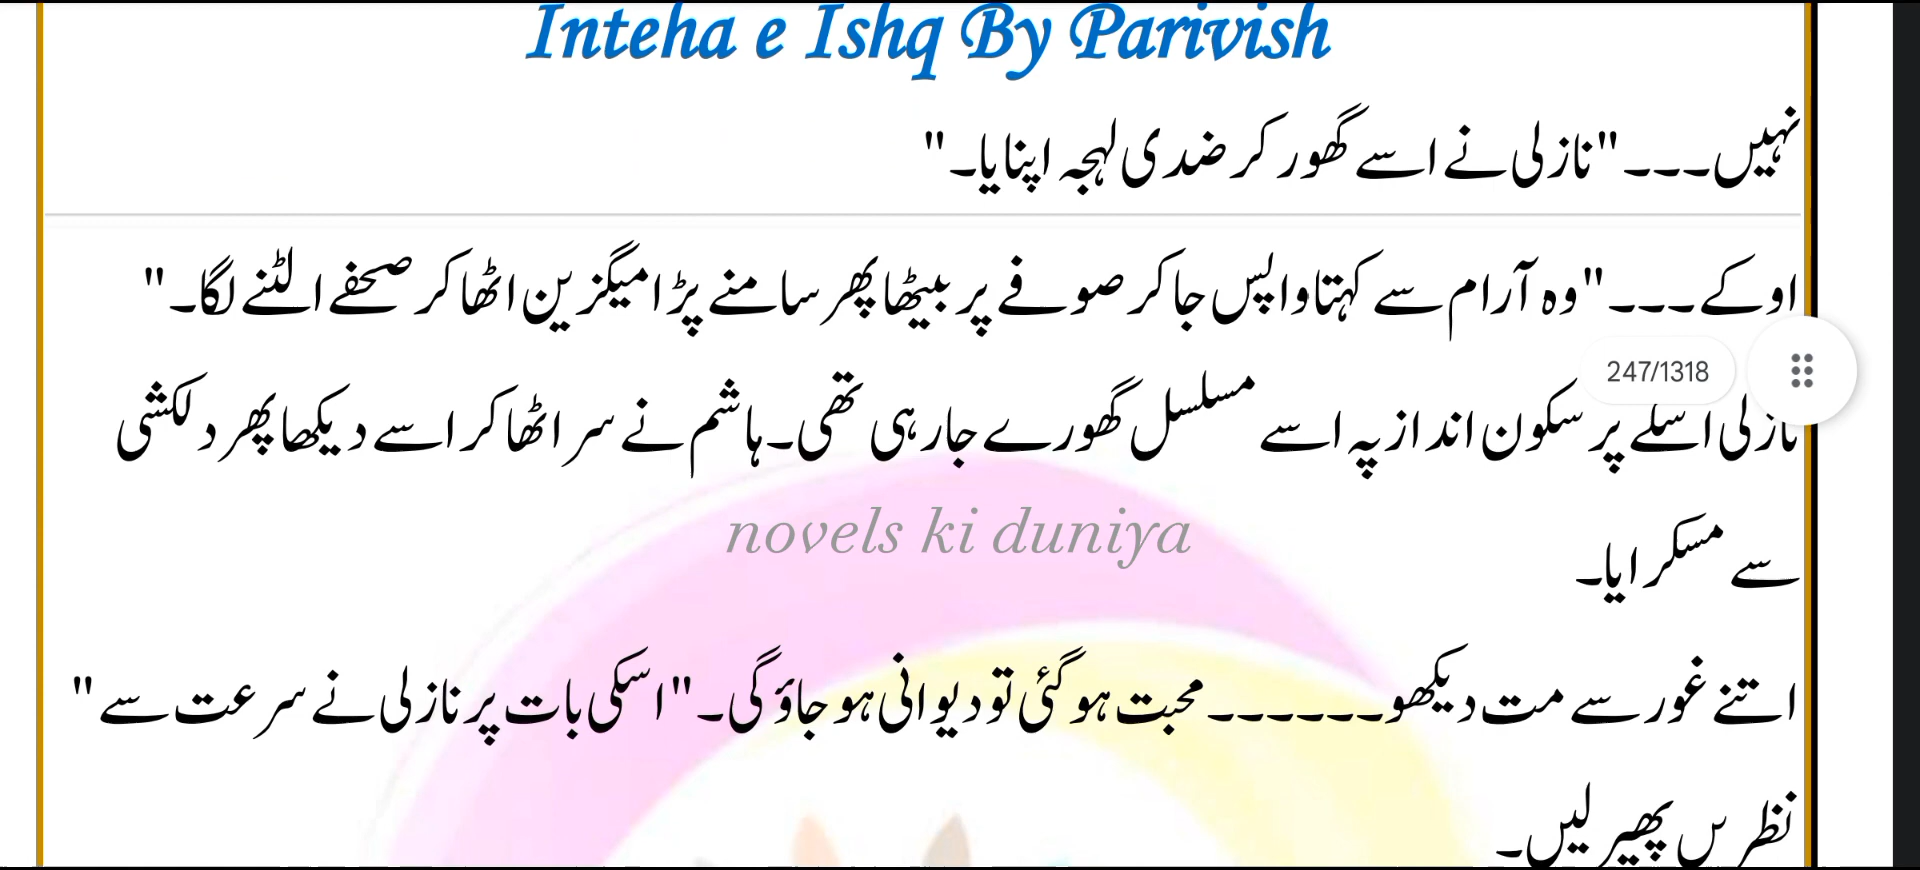 Inteha e Ishq By Parivish
نہیں۔۔۔"نازلی نے اسے گھور کر ضدی لہجہ اپنایا۔"
اوکے۔۔۔"وہ آرام سے کہتا واپس جا کر صوفے پر بیٹھا پھر سامنے پڑا میگزین اٹھا کر صحفے الٹنے لگا۔"
247/1318
نازلی اسکے پر سکون انداز پہ اسے مسلسل گھورے جا رہی تھی۔ہاشم نے سر اٹھا کر اسے دیکھا پھر دلکشی
novels ki duniya
سے مسکرایا۔
اتنے غور سے مت دیکھو۔۔۔۔۔۔محبت ہو گئی تو دیوانی ہو جاؤ گی۔"اسکی بات پر نازلی نے سرعت سے"
نظریں پھیر لیں۔